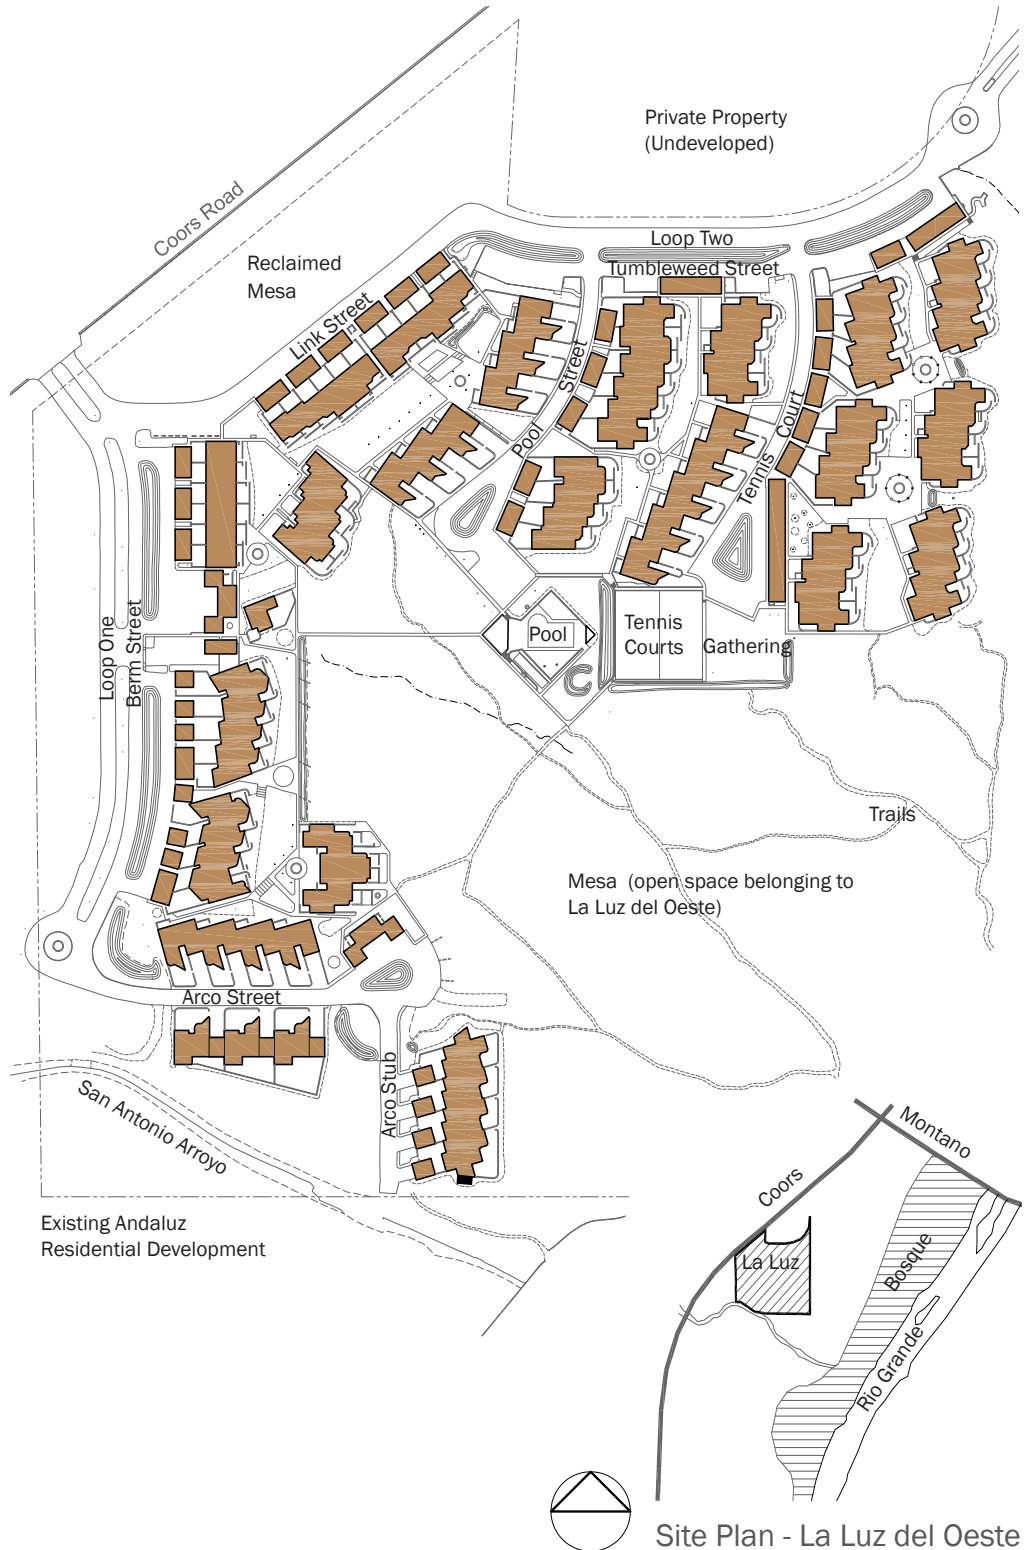 Private Property
(Undeveloped)
Coors Road
Reclaimed
Mesa
Loop Two
Tumbleweed Street
Link Street
Pool Street
Tennis Court
Loop One
Berm Street
Pool
Tennis
Courts
Gathering
Trails
Mesa (open space belonging to
La Luz del Oeste)
Arco Street
Arco Stub
San Antonio Arroyo
Existing Andaluz
Residential Development
Montano
Coors
La Luz
Bosque
Rio Grande
Site Plan - La Luz del Oeste